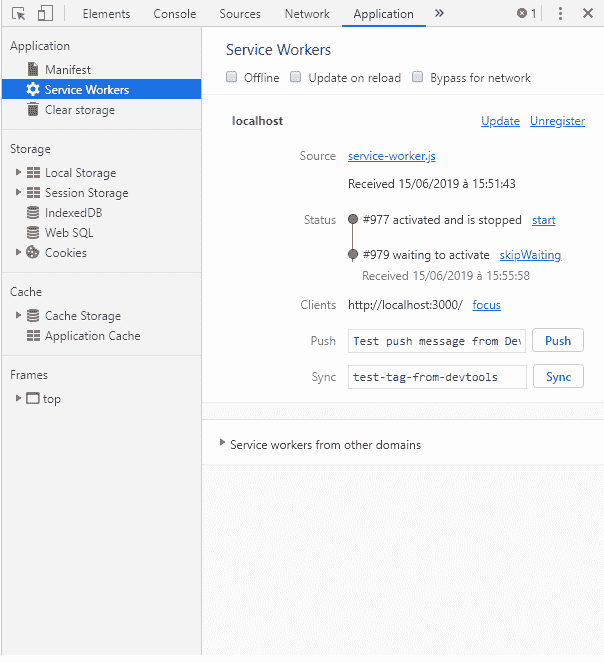 Elements Console Sources Network Application » 1
Application
Manifest
Service Workers
Clear storage
Storage
Local Storage
Session Storage
IndexedDB
Web SQL
Cookies
Cache
Cache Storage
Application Cache
Frames
top
Service Workers
Offline Update on reload Bypass for network
localhost Update Unregister
Source service-worker.js
Received 15/06/2019 à 15:51:43
Status #977 activated and is stopped start
#979 waiting to activate skipWaiting
Received 15/06/2019 à 15:55:58
Clients http://localhost:3000/ focus
Push Test push message from Dev Push
Sync test-tag-from-devtools Sync
Service workers from other domains